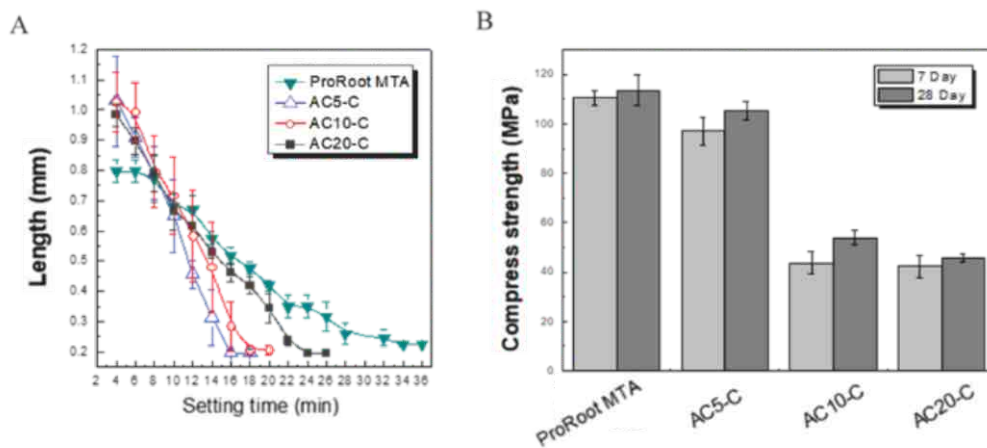 A
Length (mm)
1.2
1.1
1.0
0.9
0.8
0.7
0.6
0.5
0.4
0.3
0.2
ProRoot MTA
AC5-C
AC10-C
AC20-C
2 4 6 8 10 12 14 16 18 20 22 24 26 28 30 32 34 36
Setting time (min)
B
Compress strength (MPa)
120
100
80
60
40
20
0
7 Day
28 Day
ProRoot MTA AC5-C AC10-C AC20-C